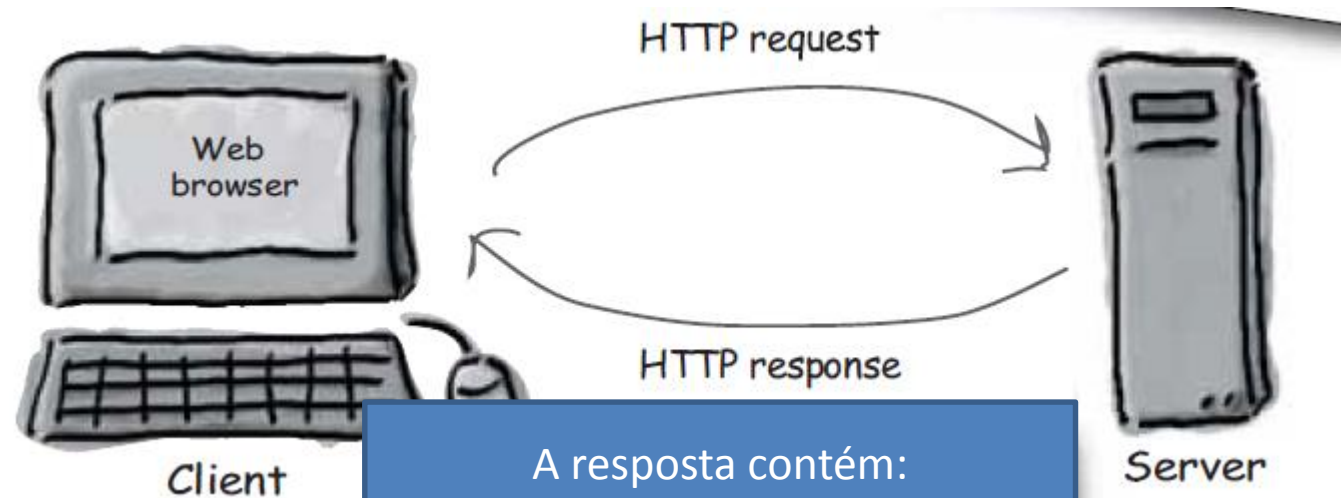 HTTP request
Web
browser
HTTP response
Client
A resposta contém:
Server